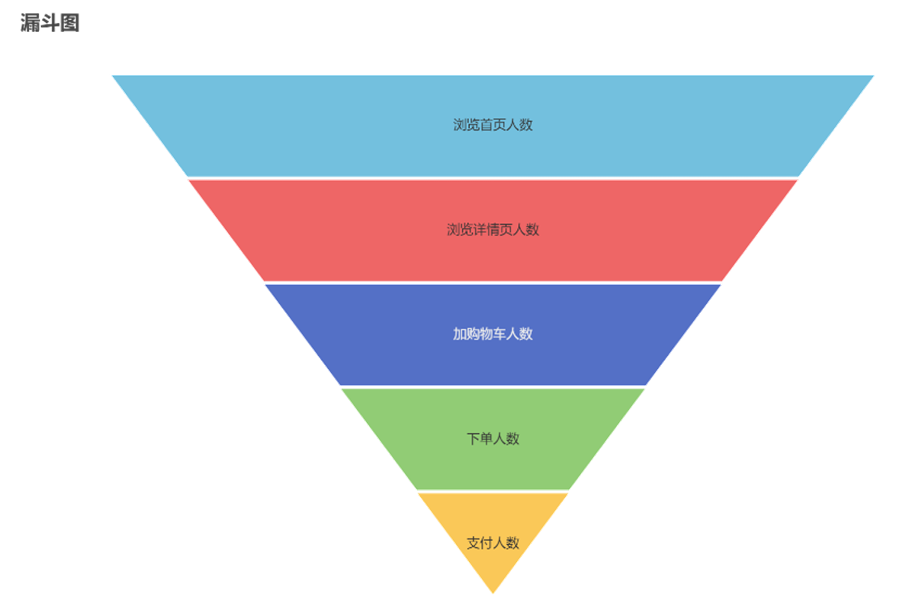 漏斗图
浏览首页人数
浏览详情页人数
加购物车人数
下单人数
支付人数